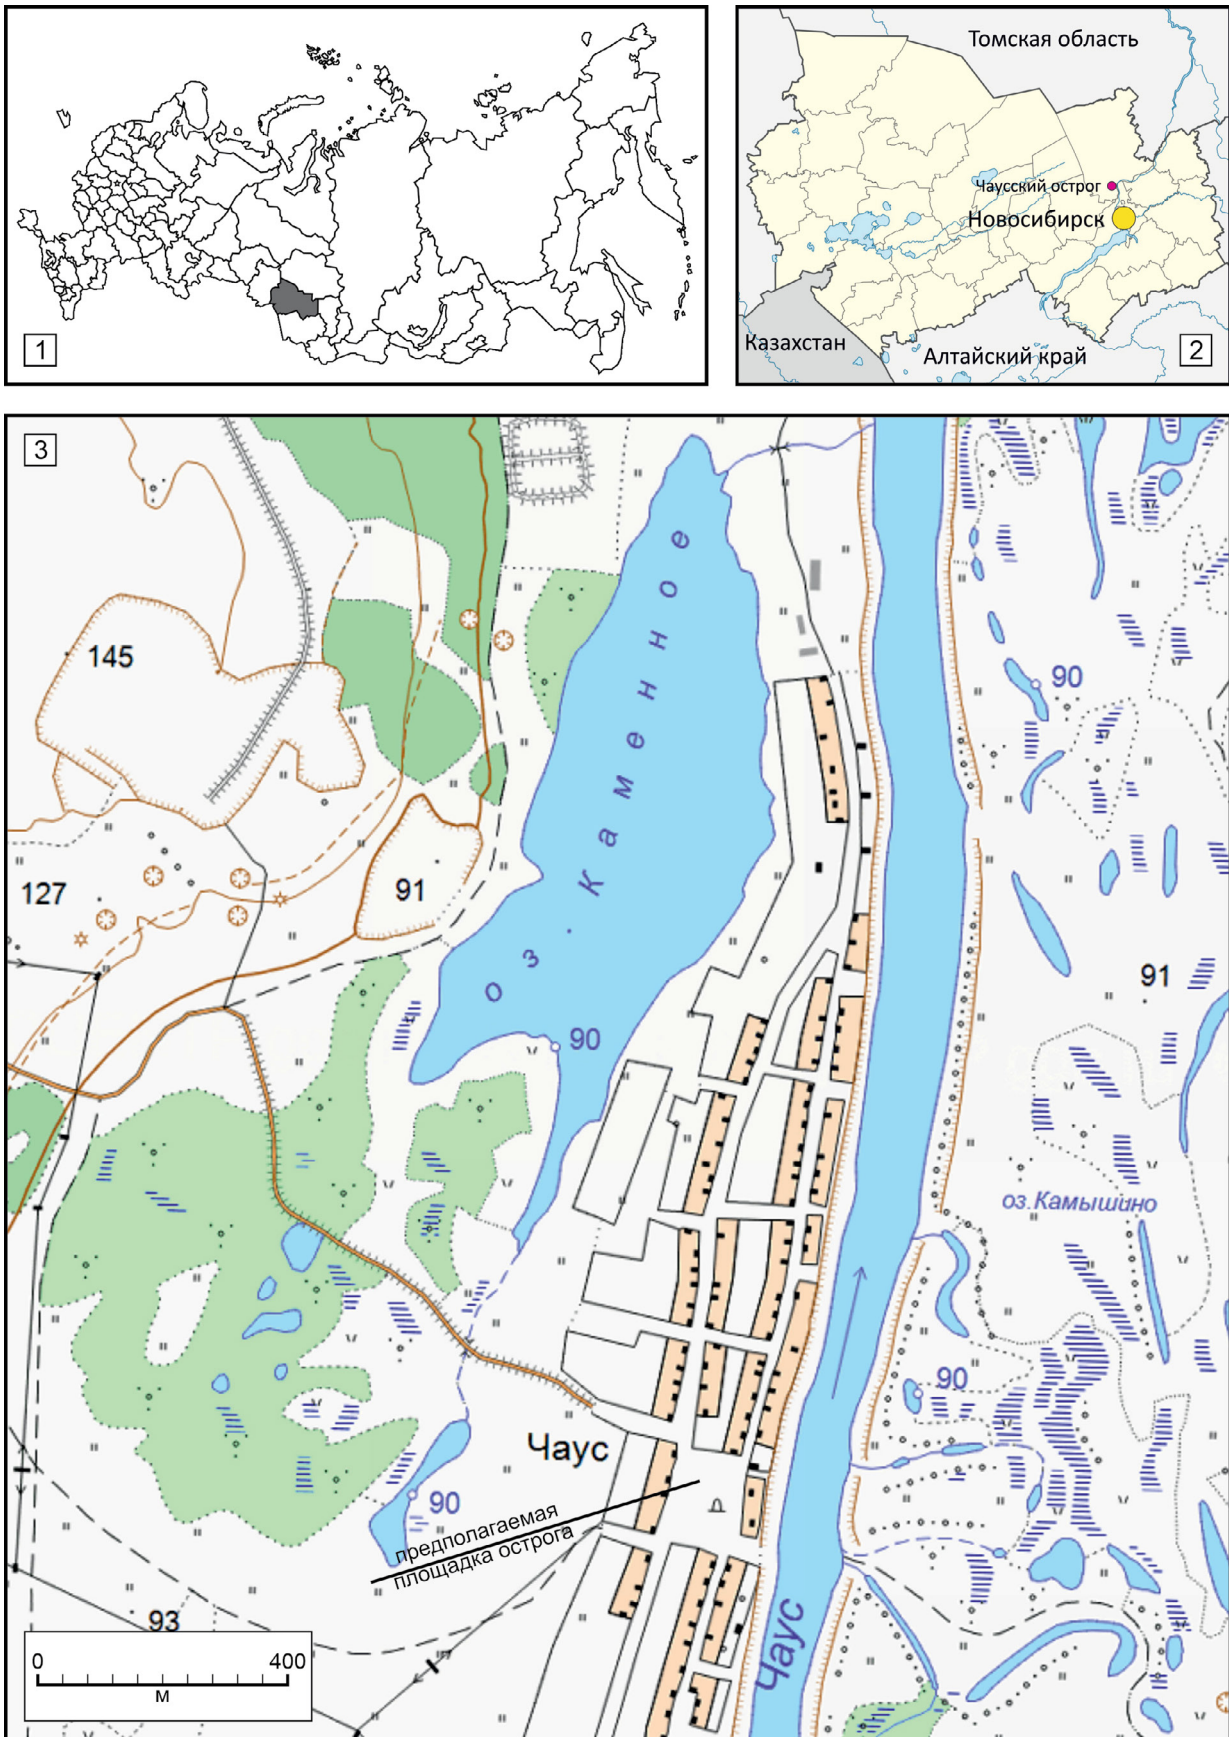 1
Томская область
Чаусский острог
Новосибирск
Казахстан
Алтайский край
2
3
оз. Каменное
145
90
127
91
91
90
оз.Камышино
90
Чаус
90
предполагаемая
площадка острога
Чаус
93
0 400
м